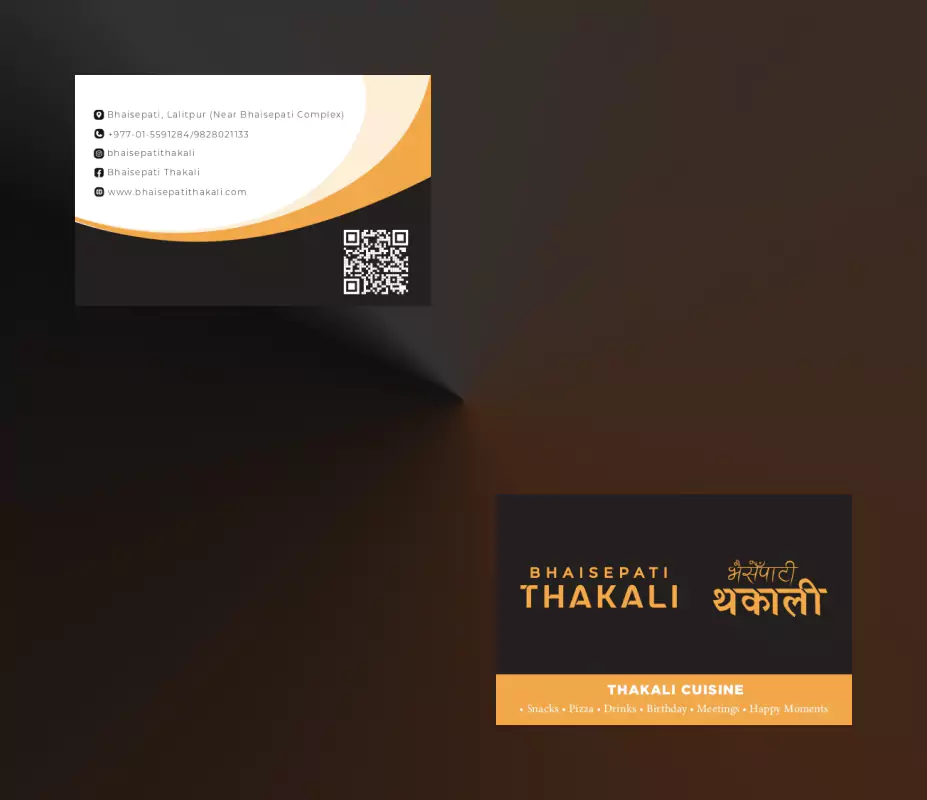 Bhaisepati, Lalitpur (Near Bhaisepati Complex)
+977-01-5591284/9828021133
bhaisepatithakali
Bhaisepati Thakali
www.bhaisepatithakali.com
BHAISEPATI
THAKALI
भैसेँपाटी
थकाली
THAKALI CUISINE
• Snacks • Pizza • Drinks • Birthday • Meetings • Happy Moments